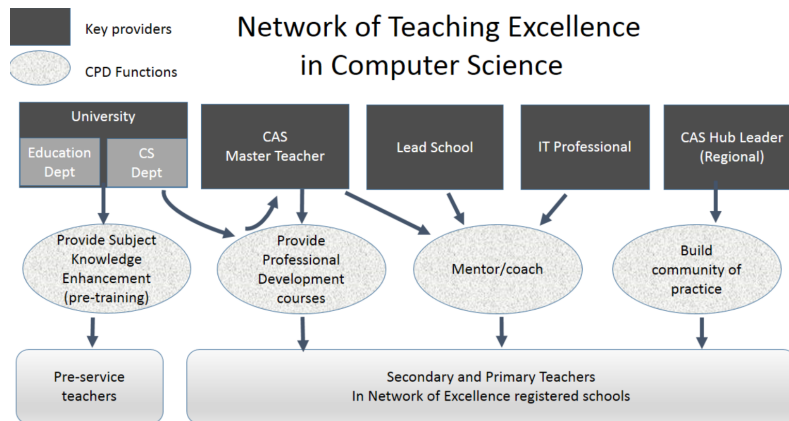 Key providers
CPD Functions
Network of Teaching Excellence
in Computer Science
University
Education
Dept
CS
Dept
CAS
Master Teacher
Lead School
IT Professional
CAS Hub Leader
(Regional)
Provide Subject
Knowledge
Enhancement
(pre-training)
Provide
Professional
Development
courses
Mentor/coach
Build
community of
practice
Pre-service
teachers
Secondary and Primary Teachers
In Network of Excellence registered schools